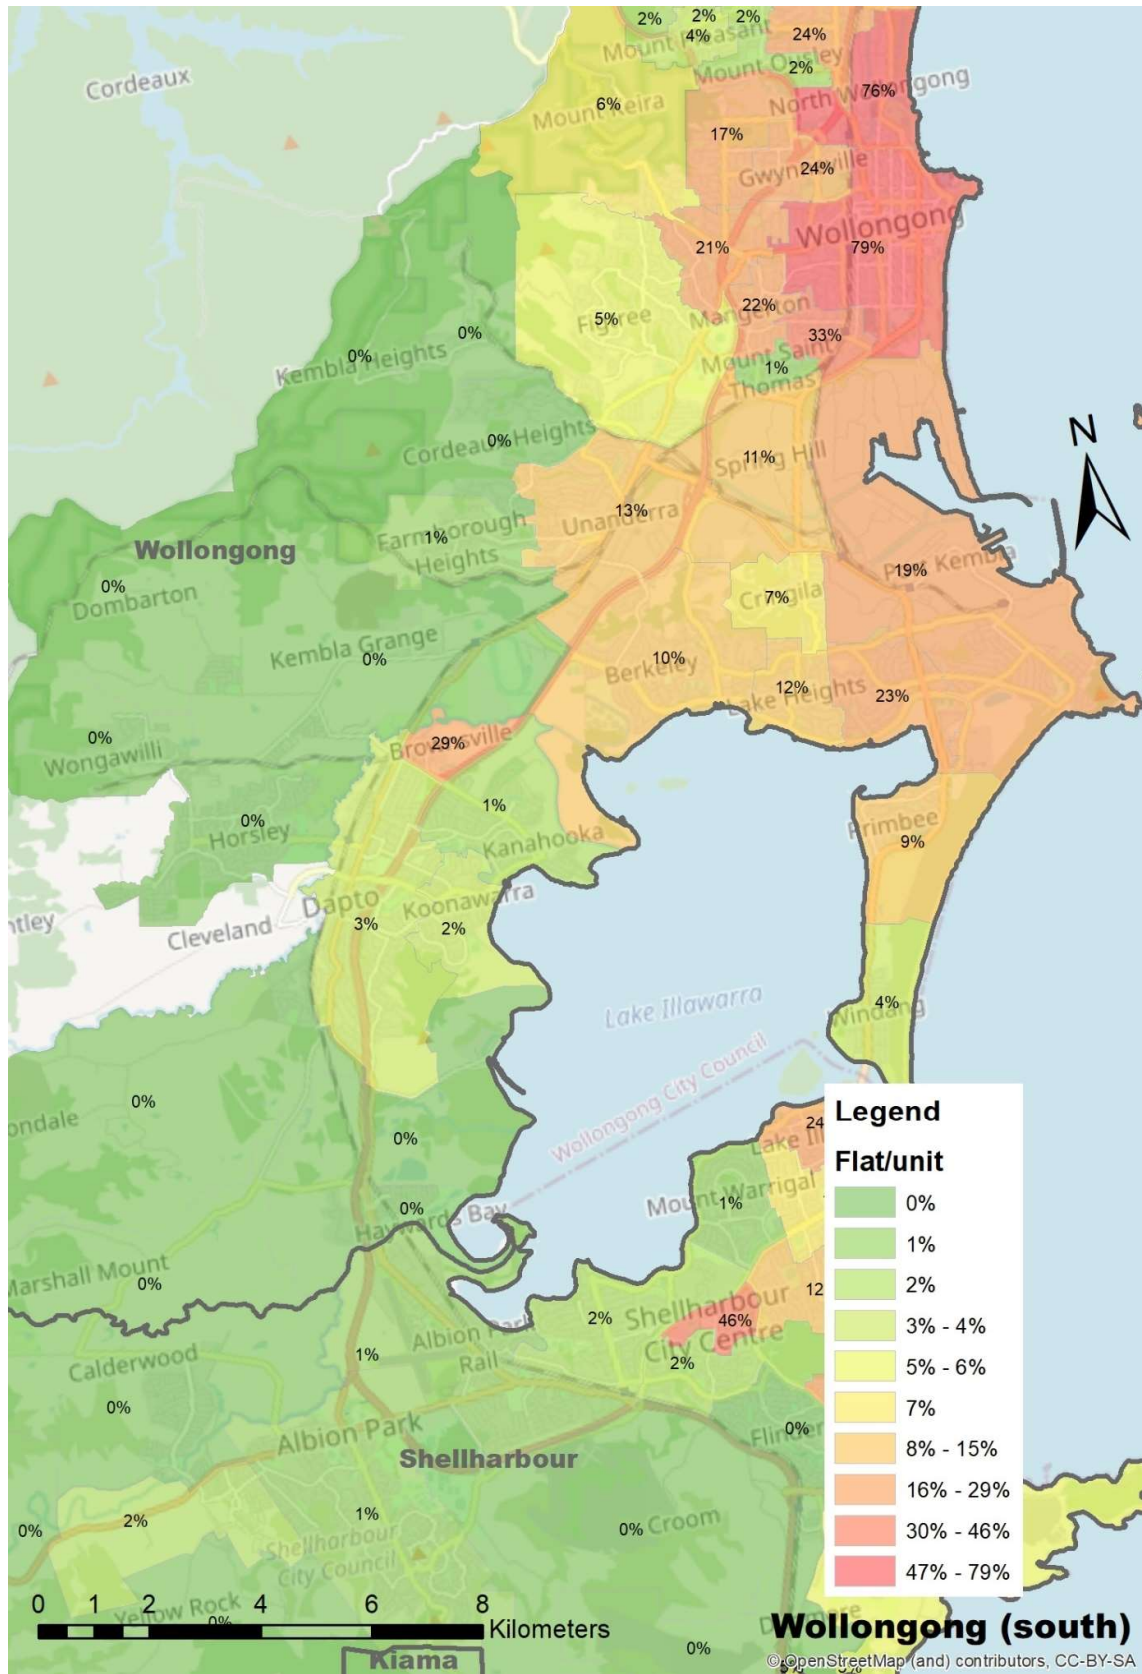 2%
2%
2%
4%
24%
Mount Pleasant
Mount Ousley
2%
Cordeaux
6%
Mount Keira
North Wollongong
76%
17%
Gwynneville
24%
Wollongong
79%
21%
22%
Mangerton
5%
Figtree
33%
0%
0%
Kembla Heights
Mount Saint
Thomas
1%
Cordeaux Heights
0%
Spring Hill
11%
N
13%
Unanderra
Farmborough
Heights
1%
Wollongong
0%
Dombarton
19%
Port Kembla
7%
Cringila
Kembla Grange
0%
10%
Berkeley
12%
Lake Heights
23%
0%
Wongawilli
29%
Brownsville
1%
Kanahooka
0%
Horsley
Primbee
9%
Dapto
3%
Koonawarra
2%
ntley
Cleveland
Lake Illawarra
4%
Windang
Wollongong City Council
0%
ondale
0%
24
Lake Ill
Mount Warrigal
1%
0%
Haywards Bay
Marshall Mount
0%
12
2%
Shellharbour
City Centre
46%
2%
Albion Park
Rail
1%
Calderwood
0%
Albion Park
Shellharbour
0%
Flinder
2%
0%
1%
Shellharbour
City Council
0%
Croom
Yellow Rock
0%
0%
Legend
Flat/unit
0%
1%
2%
3% - 4%
5% - 6%
7%
8% - 15%
16% - 29%
30% - 46%
47% - 79%
0 1 2 4 6 8
Kilometers
Kiama
Wollongong (south)
© OpenStreetMap (and) contributors, CC-BY-SA